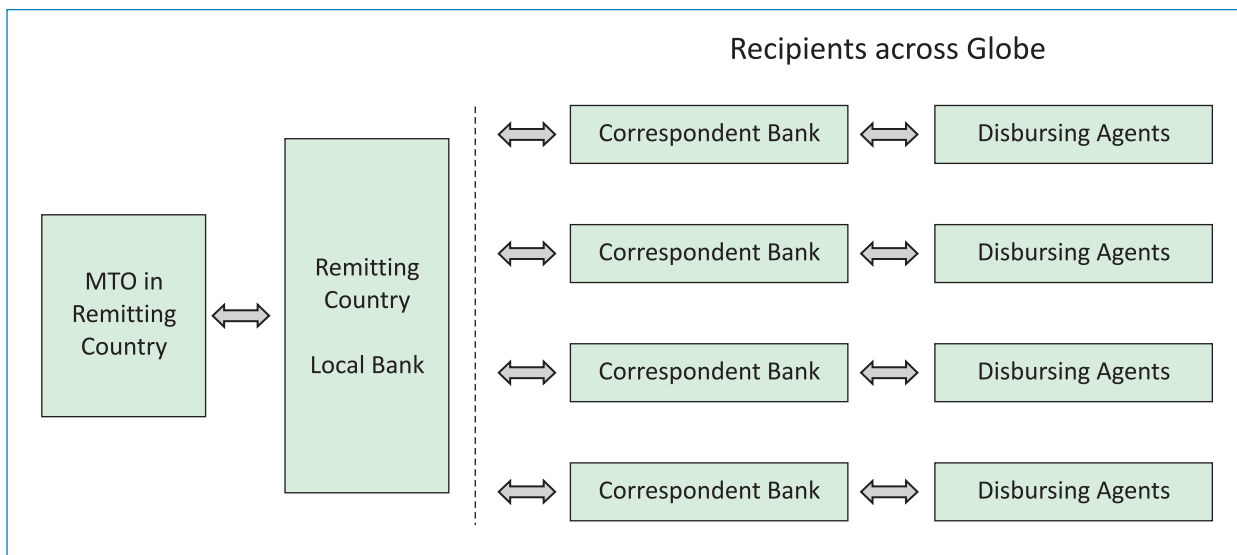 Recipients across Globe
MTO in
Remitting
Country
Remitting
Country
Local Bank
Correspondent Bank
Disbursing Agents
Correspondent Bank
Disbursing Agents
Correspondent Bank
Disbursing Agents
Correspondent Bank
Disbursing Agents